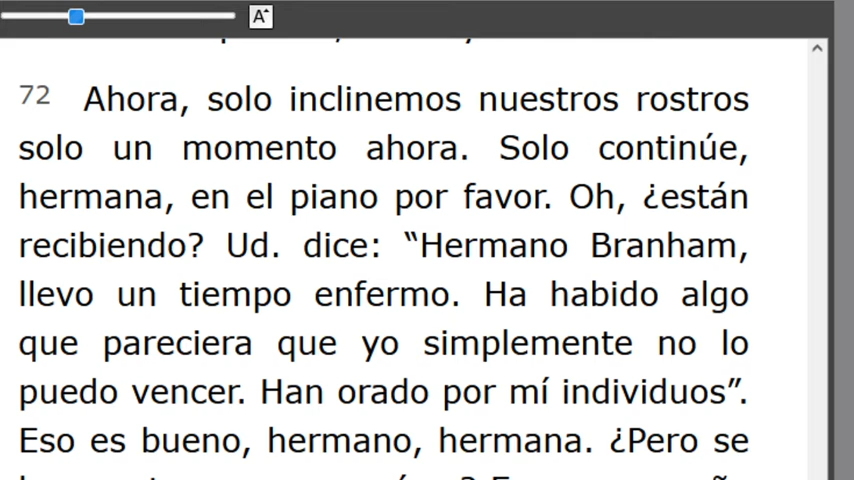 A
72 Ahora, solo inclinemos nuestros rostros
solo un momento ahora. Solo continúe,
hermana, en el piano por favor. Oh, ¿están
recibiendo? Ud. dice: “Hermano Branham,
llevo un tiempo enfermo. Ha habido algo
que pareciera que yo simplemente no lo
puedo vencer. Han orado por mí individuos”.
Eso es bueno, hermano, hermana. ¿Pero se